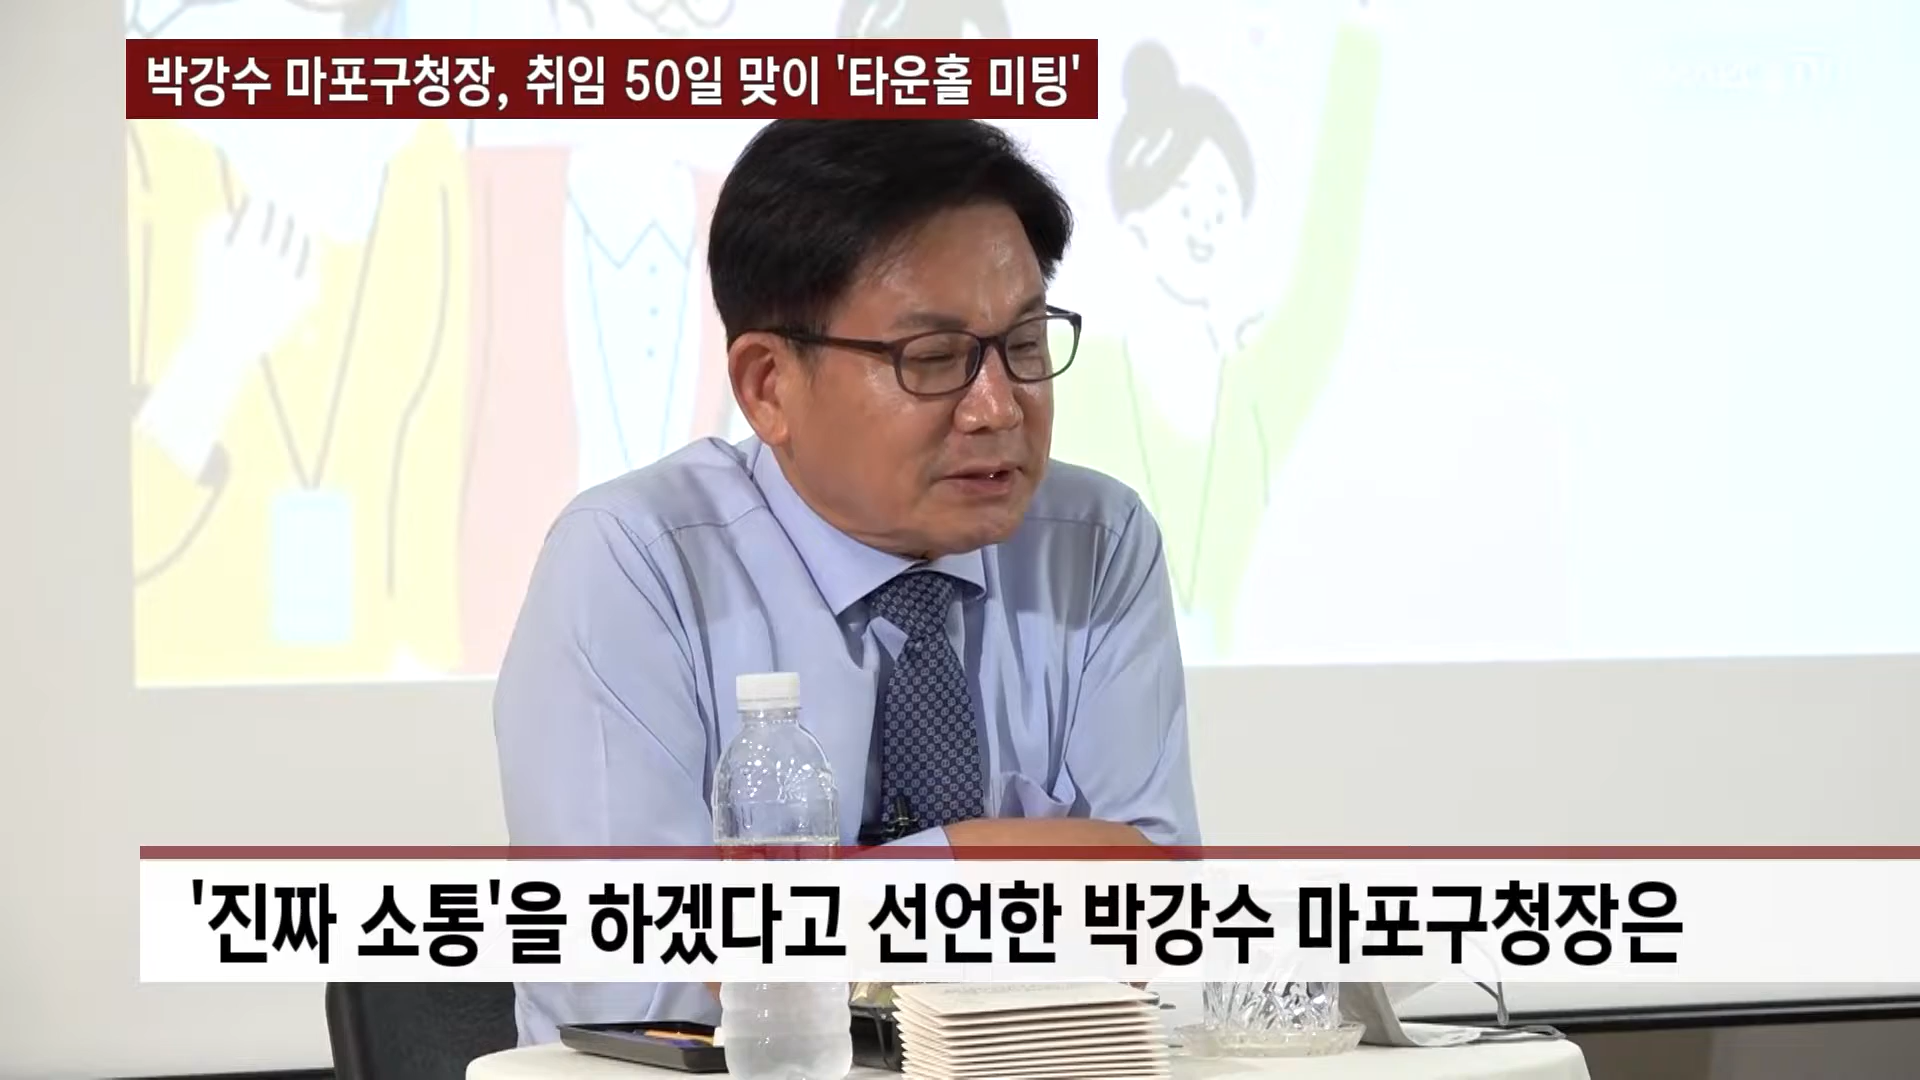 박강수 마포구청장, 취임 50일 맞이 '타운홀 미팅'
'진짜 소통'을 하겠다고 선언한 박강수 마포구청장은